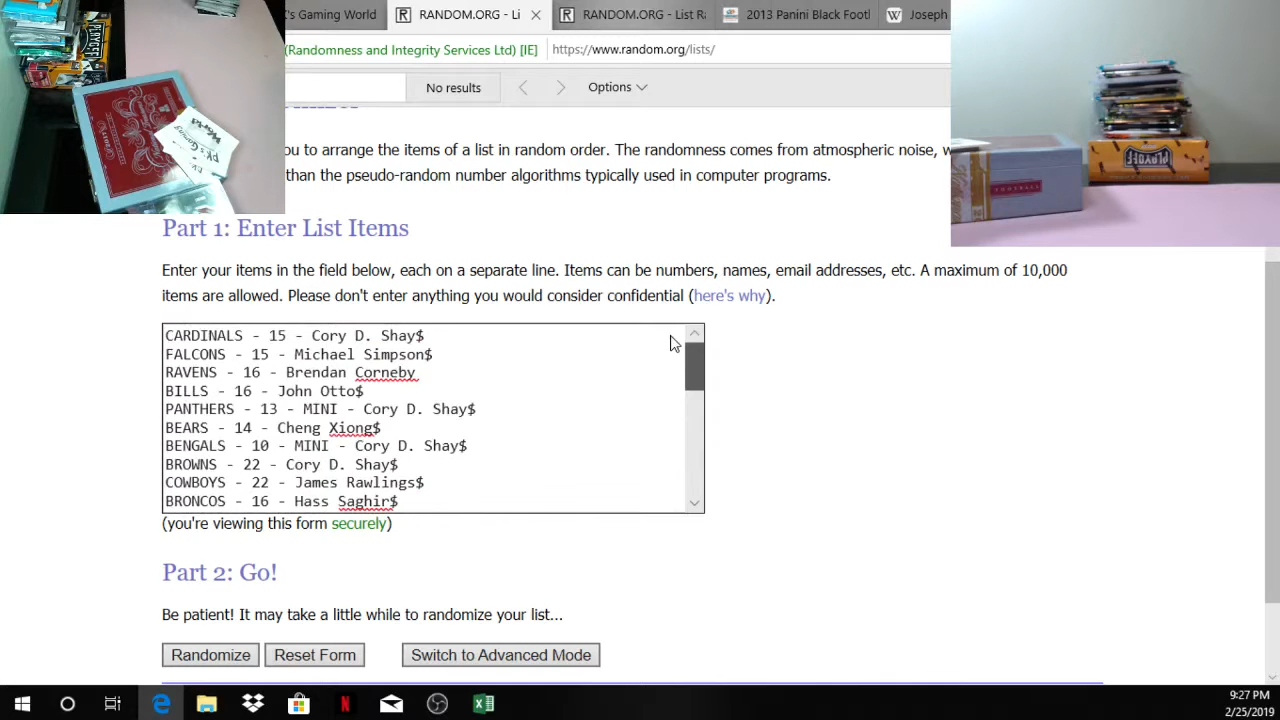 's Gaming World
RANDOM.ORG - Li
RANDOM.ORG - List Ra
2013 Panini Black Footl
Joseph
(Randomness and Integrity Services Ltd) [IE]
https://www.random.org/lists/
No results
Options
ou to arrange the items of a list in random order. The randomness comes from atmospheric noise, w
than the pseudo-random number algorithms typically used in computer programs.
PK's Gaming
World
PLAYOFF
FOOTBALL
Part 1: Enter List Items
Enter your items in the field below, each on a separate line. Items can be numbers, names, email addresses, etc. A maximum of 10,000
items are allowed. Please don't enter anything you would consider confidential (here's why).
CARDINALS - 15 - Cory D. Shay$
FALCONS - 15 - Michael Simpson$
RAVENS - 16 - Brendan Corneby
BILLS - 16 - John Otto$
PANTHERS - 13 - MINI - Cory D. Shay$
BEARS - 14 - Cheng Xiong$
BENGALS - 10 - MINI - Cory D. Shay$
BROWNS - 22 - Cory D. Shay$
COWBOYS - 22 - James Rawlings$
BRONCOS - 16 - Hass Saghir$
(you're viewing this form securely)
Part 2: Go!
Be patient! It may take a little while to randomize your list...
Randomize
Reset Form
Switch to Advanced Mode
9:27 PM
2/25/2019